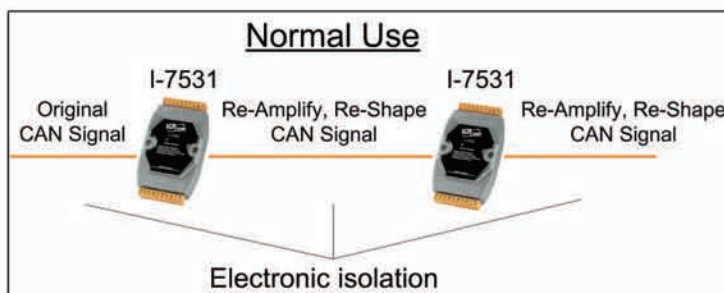 Normal Use
I-7531
I-7531
Original
CAN Signal
Re-Amplify, Re-Shape
CAN Signal
Re-Amplify, Re-Shape
CAN Signal
Electronic isolation